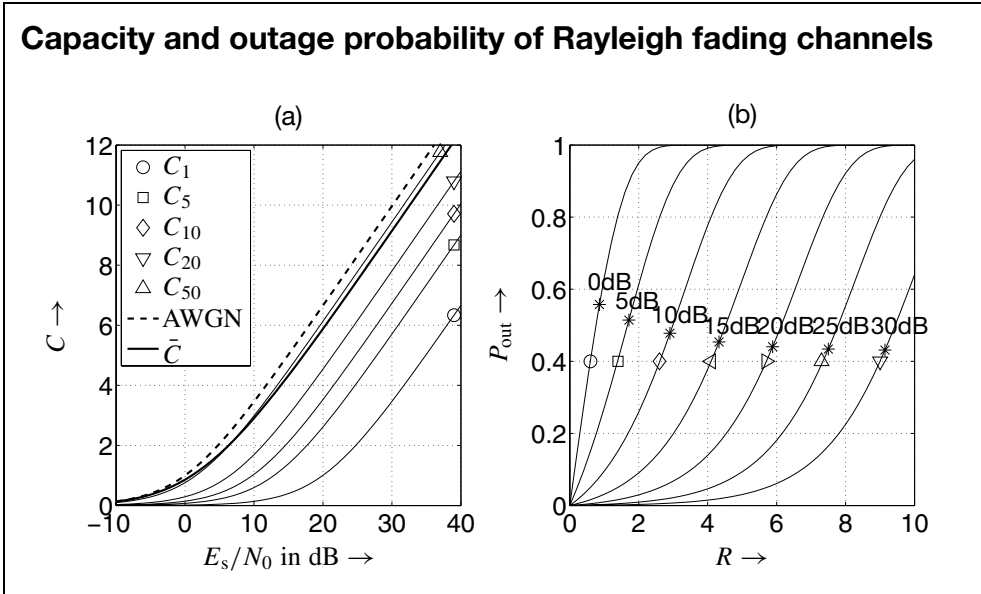 Capacity and outage probability of Rayleigh fading channels
(a)
12
10
8
6
4
2
0
C →
C₁
C₅
C₁₀
C₂₀
C₅₀
AWGN
C̄
−10
0
10
20
30
40
Eₛ/N₀ in dB →
(b)
1
0.8
0.6
0.4
0.2
0
Pₒᵤₜ →
0dB
5dB
10dB
15dB
20dB
25dB
30dB
0
2
4
6
8
10
R →